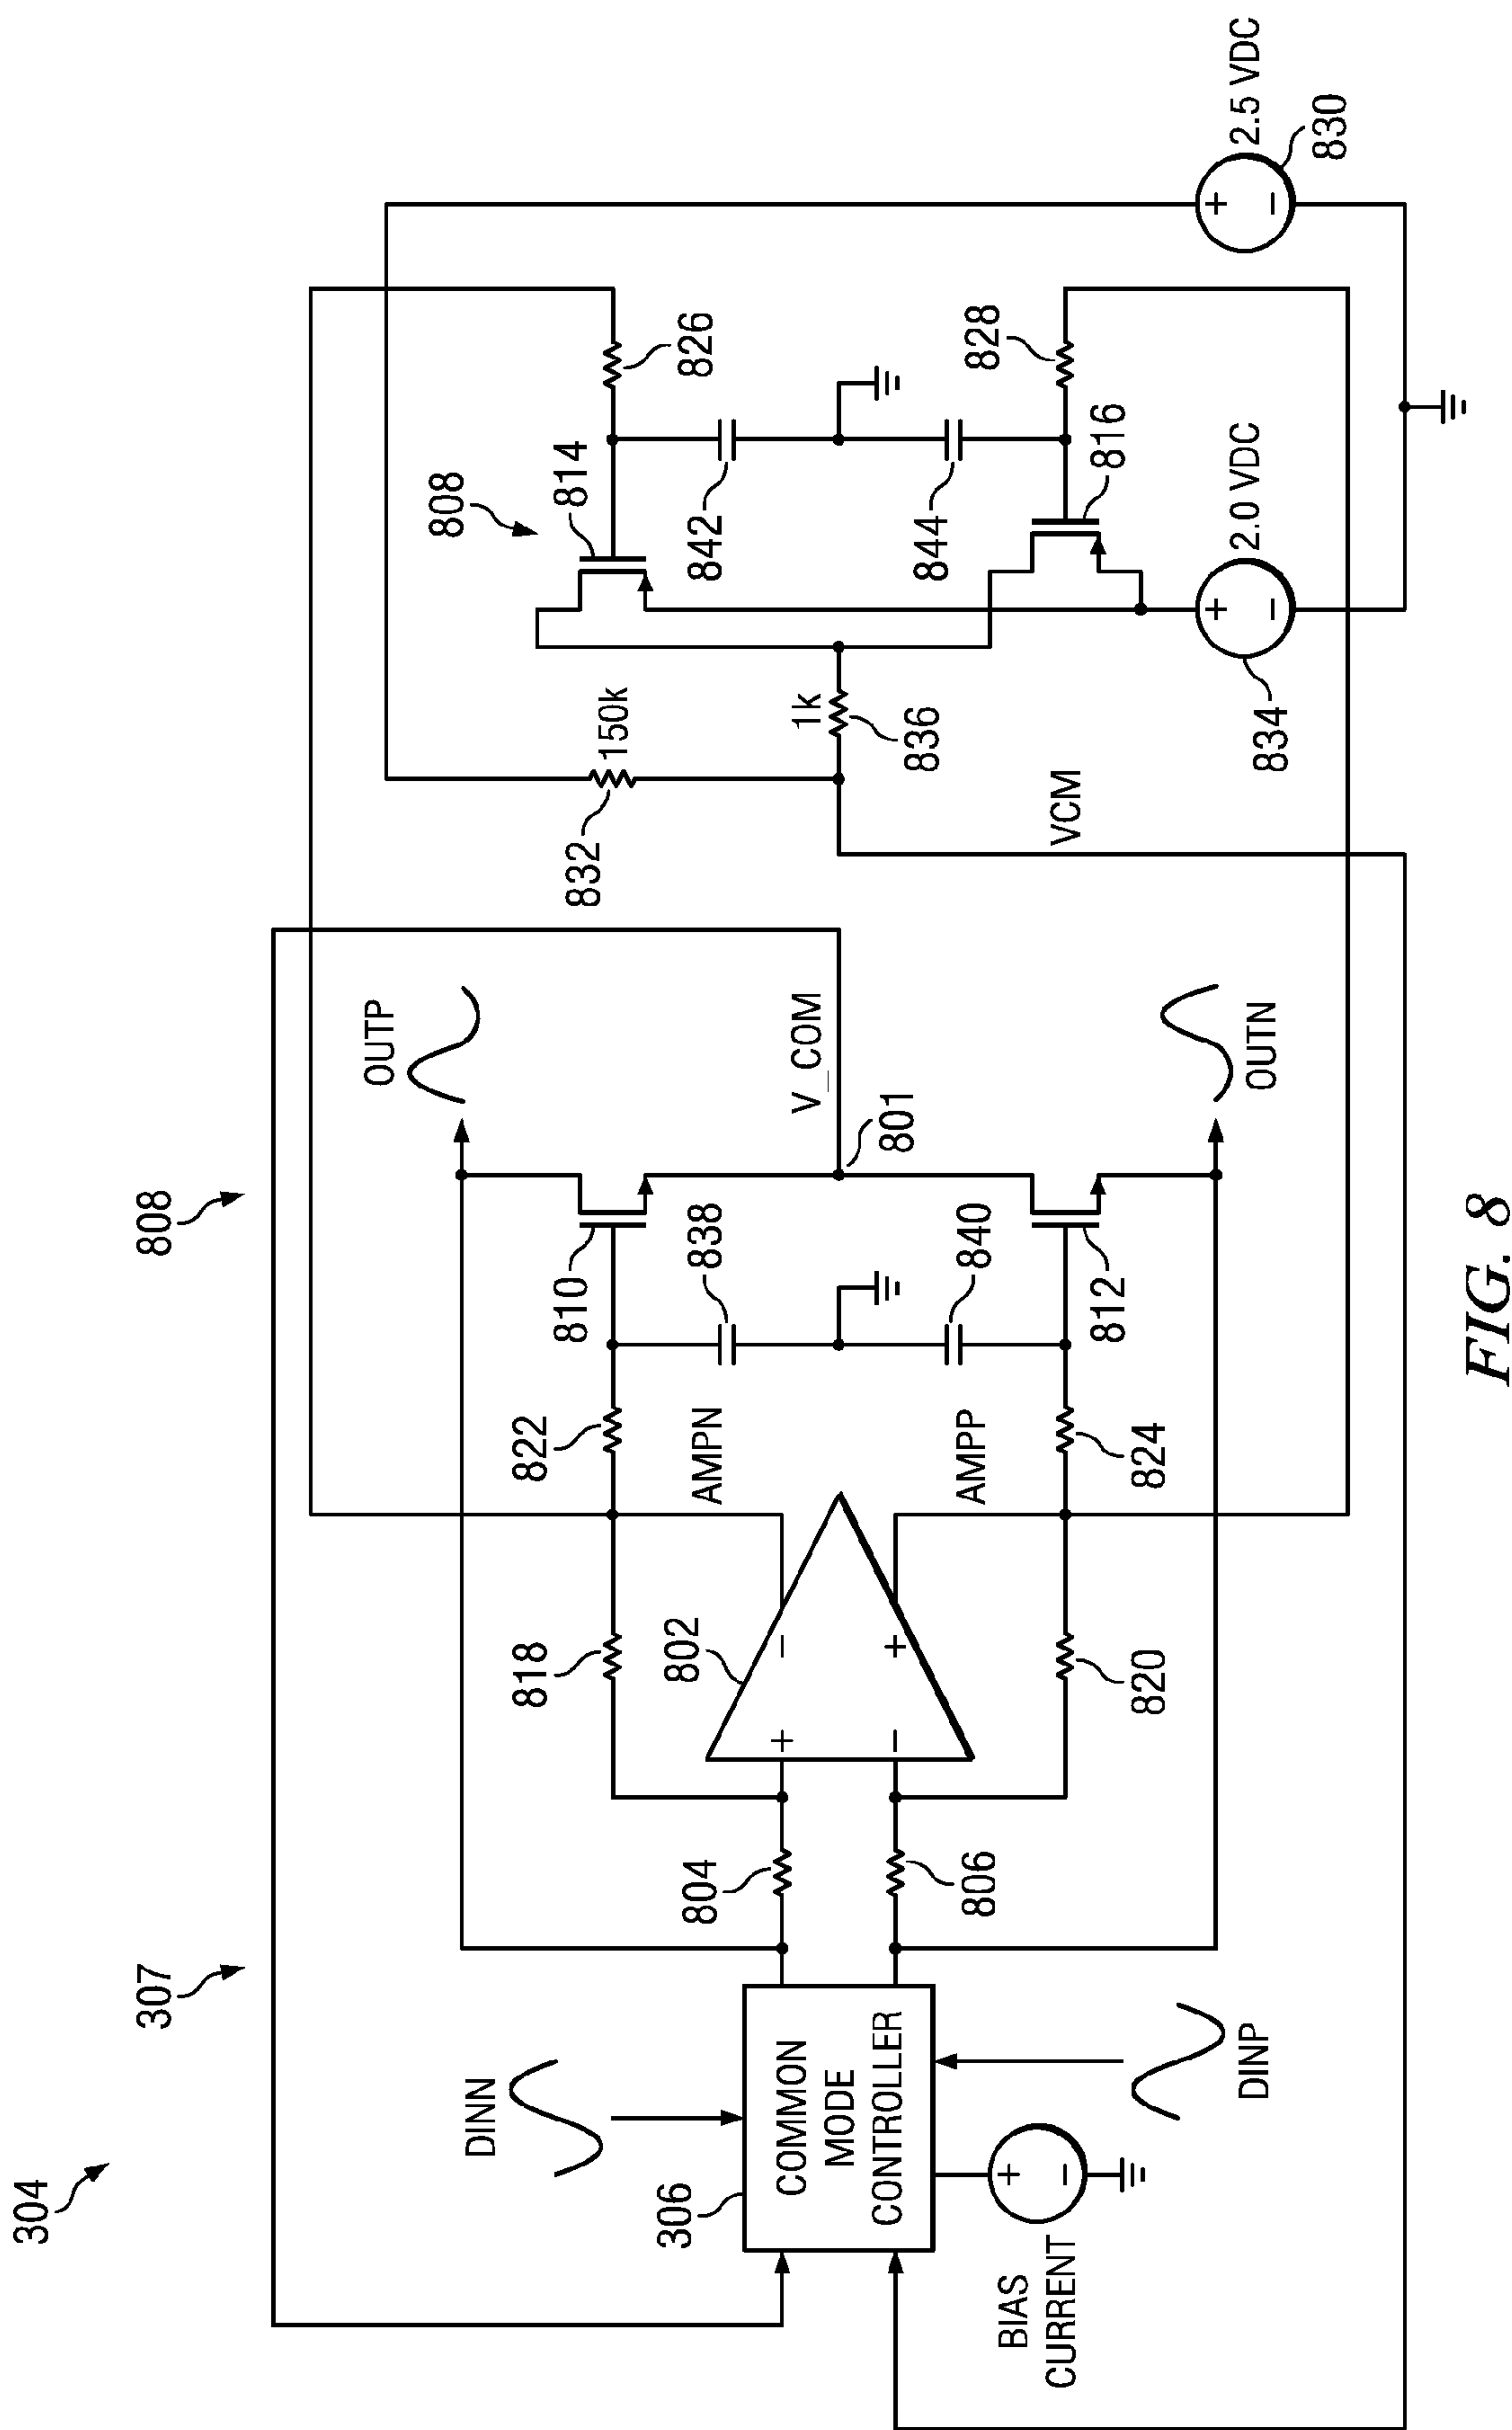 304
307
808
808
DINN
OUTP
818
822
810
832
150k
814
826
306
COMMON
MODE
CONTROLLER
804
802
+
−
−
+
AMPN
838
842
V_COM
801
1k
836
BIAS
CURRENT
+
−
806
AMPP
840
844
828
DINP
820
824
812
OUTN
VCM
816
834
+
−
2.0 VDC
+
−
2.5 VDC
830
FIG. 8